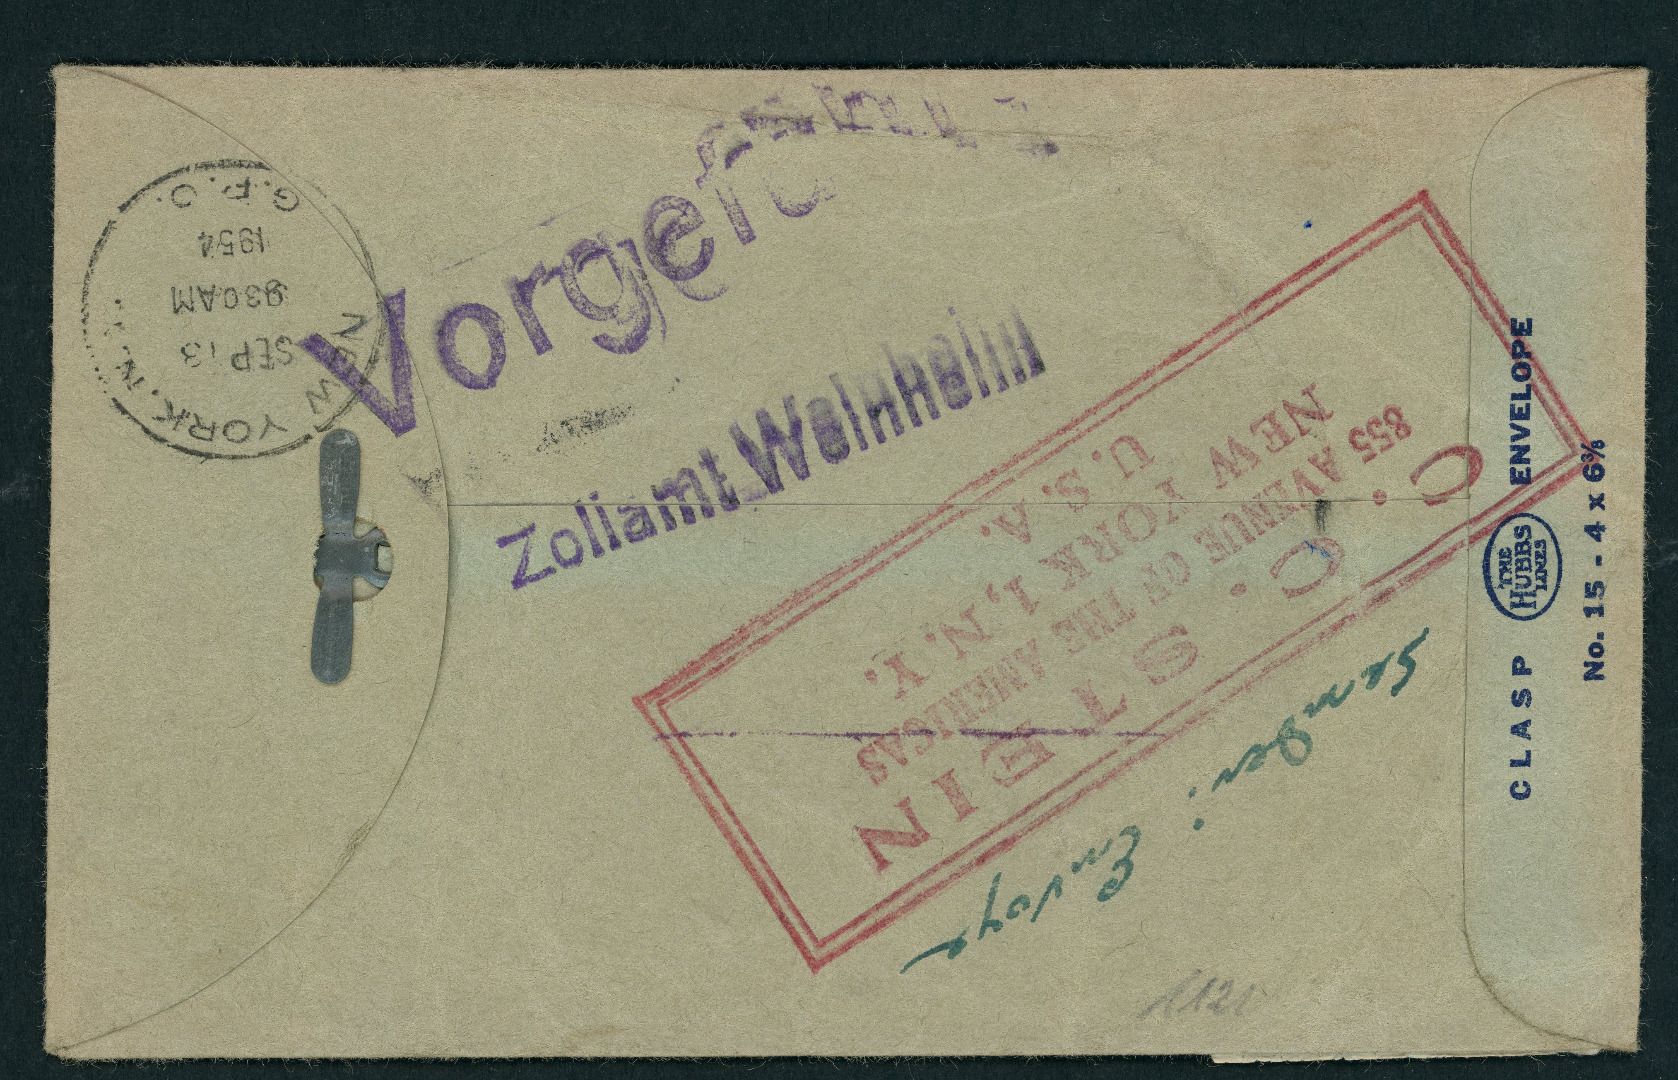 NEW YORK, N.Y.
SEP 13
930AM
1954
G.P.O.
Vorgeführt
Zollamt Weinheim
C. C. STEIN
855 AVENUE OF THE AMERICAS
NEW YORK 1, N.Y.
U. S. A.
CLASP THE HUBBS LINES ENVELOPE
No. 15 - 4 x 6⅜